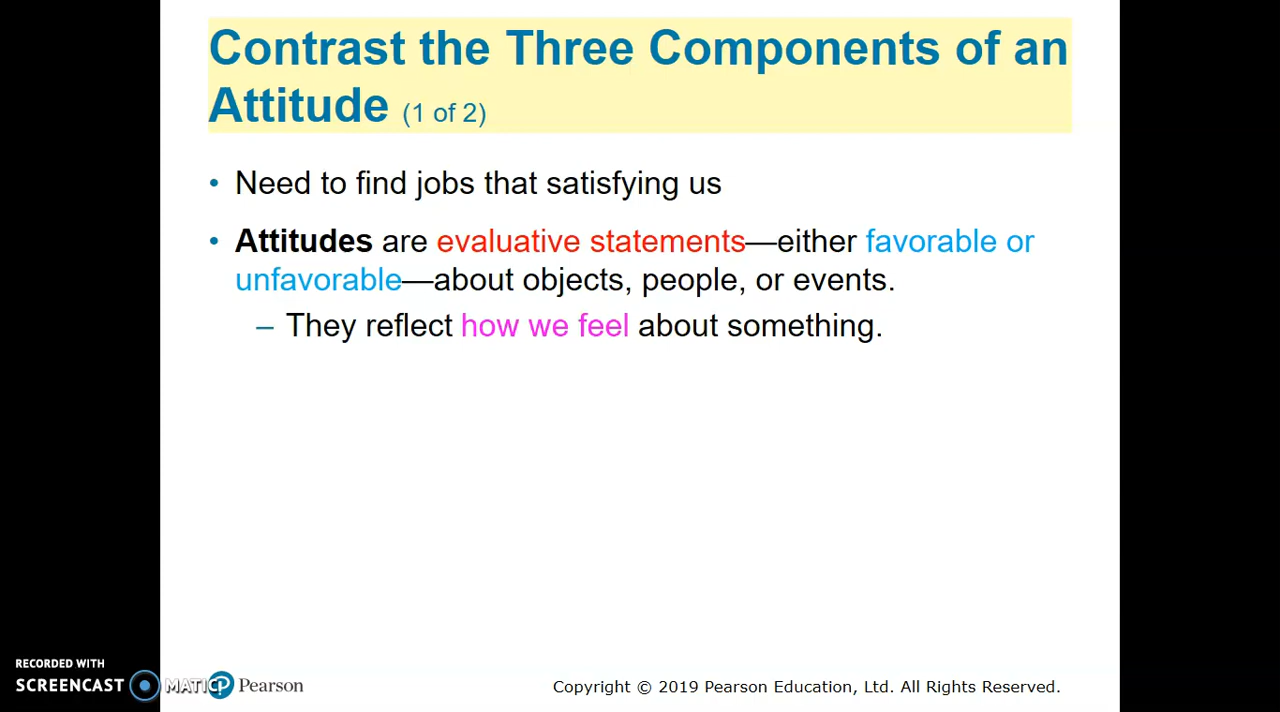 Contrast the Three Components of an
Attitude (1 of 2)
• Need to find jobs that satisfying us
• Attitudes are evaluative statements—either favorable or
unfavorable—about objects, people, or events.
– They reflect how we feel about something.
RECORDED WITH
SCREENCAST MATIC
Pearson
Copyright © 2019 Pearson Education, Ltd. All Rights Reserved.